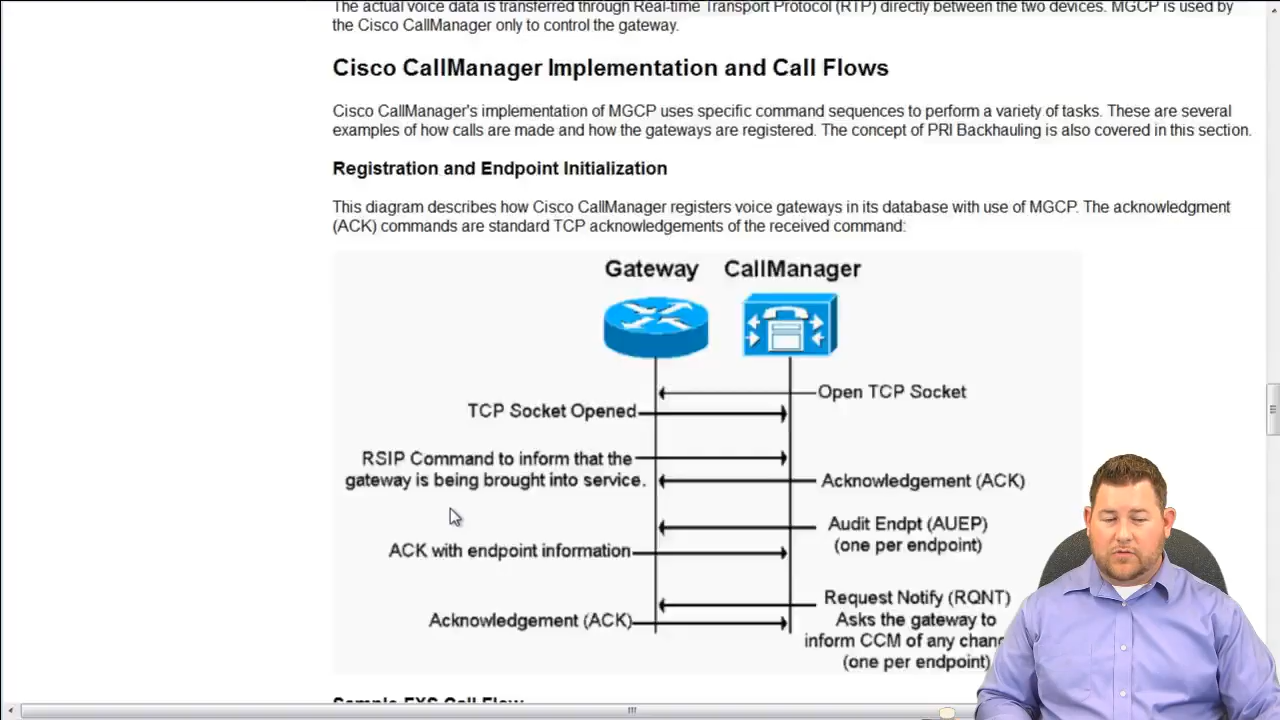 The actual voice data is transferred through Real-time Transport Protocol (RTP) directly between the two devices. MGCP is used by
the Cisco CallManager only to control the gateway.
Cisco CallManager Implementation and Call Flows
Cisco CallManager's implementation of MGCP uses specific command sequences to perform a variety of tasks. These are several
examples of how calls are made and how the gateways are registered. The concept of PRI Backhauling is also covered in this section.
Registration and Endpoint Initialization
This diagram describes how Cisco CallManager registers voice gateways in its database with use of MGCP. The acknowledgment
(ACK) commands are standard TCP acknowledgements of the received command:
Gateway CallManager
Open TCP Socket
TCP Socket Opened
RSIP Command to inform that the
gateway is being brought into service.
Acknowledgement (ACK)
Audit Endpt (AUEP)
(one per endpoint)
ACK with endpoint information
Request Notify (RQNT)
Asks the gateway to
inform CCM of any
(one per endpoint)
Acknowledgement (ACK)
Sample FXS Call Flow